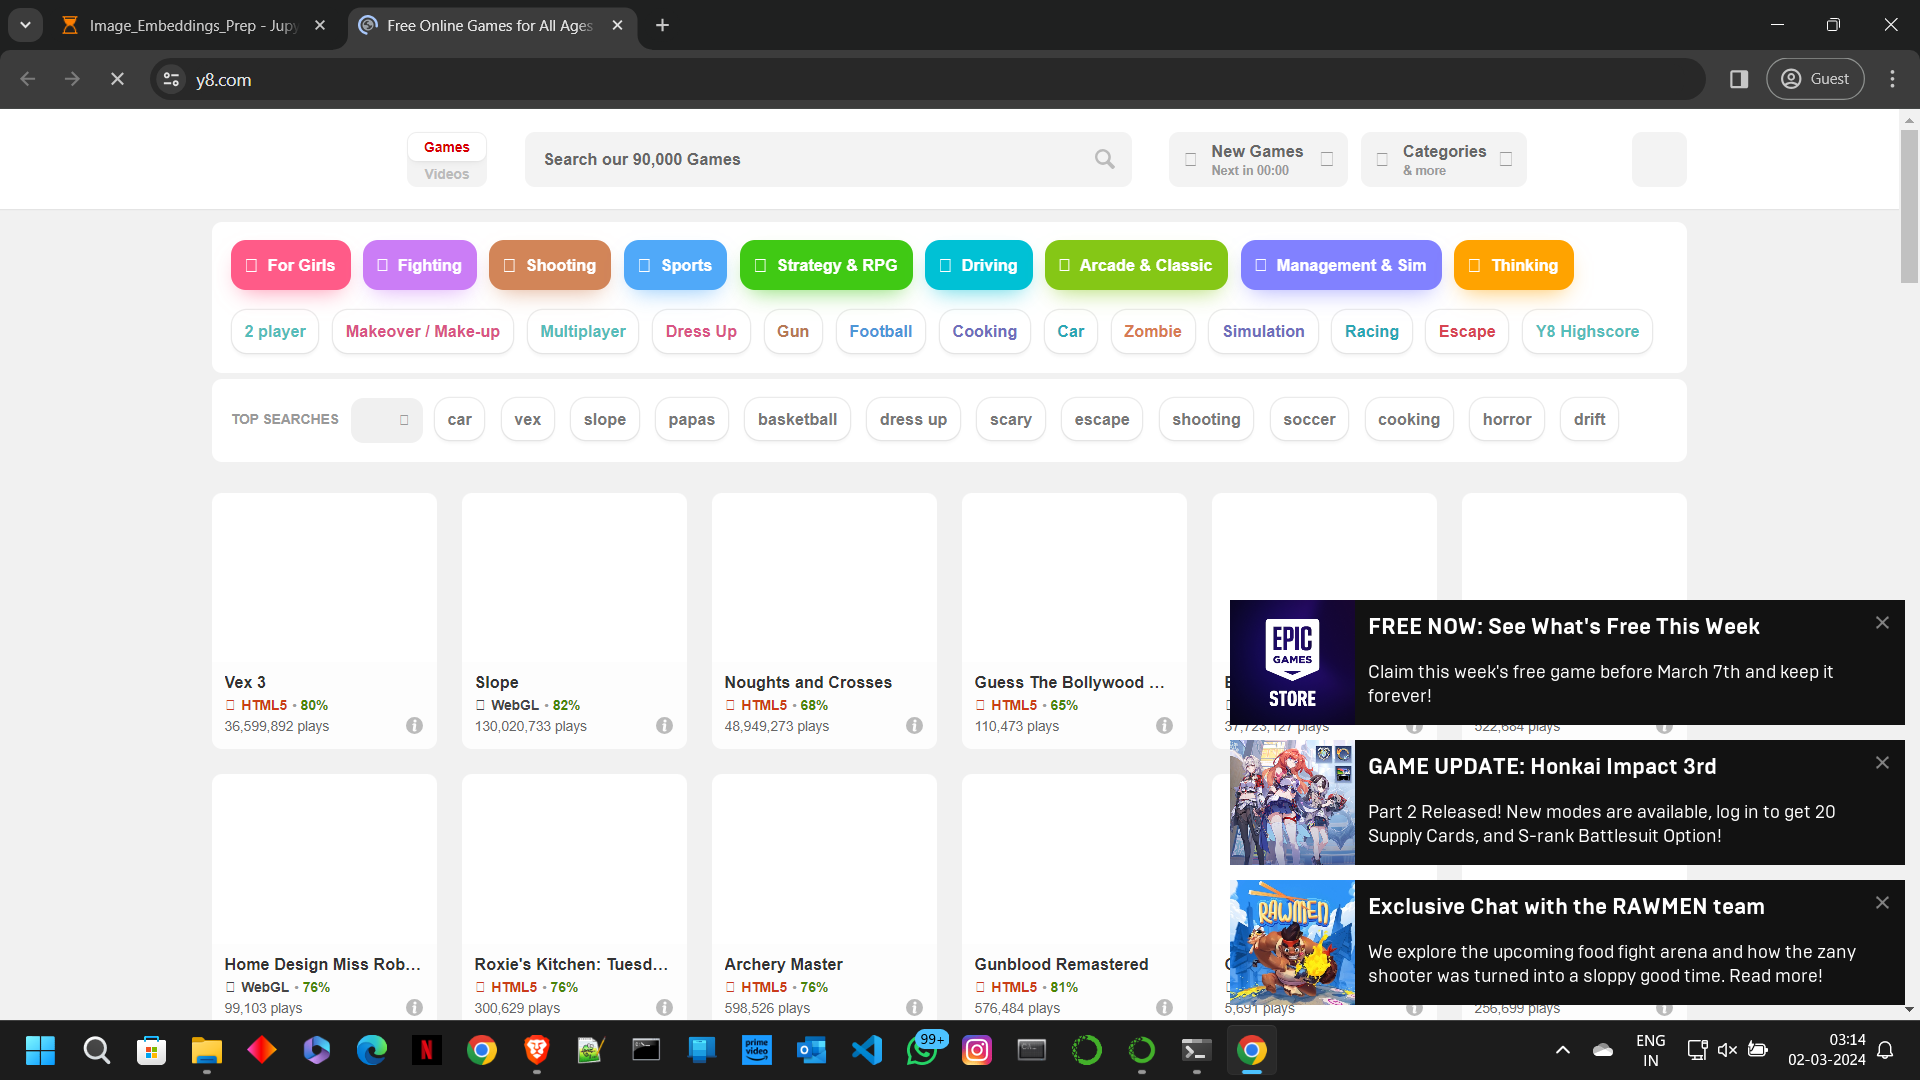 Image_Embeddings_Prep - Jupy
Free Online Games for All Ages
y8.com
Guest
Games
Videos
Search our 90,000 Games
New Games
Next in 00:00
Categories
& more
For Girls
Fighting
Shooting
Sports
Strategy & RPG
Driving
Arcade & Classic
Management & Sim
Thinking
2 player
Makeover / Make-up
Multiplayer
Dress Up
Gun
Football
Cooking
Car
Zombie
Simulation
Racing
Escape
Y8 Highscore
TOP SEARCHES
car
vex
slope
papas
basketball
dress up
scary
escape
shooting
soccer
cooking
horror
drift
Vex 3
HTML5 • 80%
36,599,892 plays
Slope
WebGL • 82%
130,020,733 plays
Noughts and Crosses
HTML5 • 68%
48,949,273 plays
Guess The Bollywood ...
HTML5 • 65%
110,473 plays
37,723,127 plays
522,684 plays
EPIC
GAMES
STORE
FREE NOW: See What's Free This Week
Claim this week's free game before March 7th and keep it
forever!
GAME UPDATE: Honkai Impact 3rd
Part 2 Released! New modes are available, log in to get 20
Supply Cards, and S-rank Battlesuit Option!
RAWMEN
Exclusive Chat with the RAWMEN team
We explore the upcoming food fight arena and how the zany
shooter was turned into a sloppy good time. Read more!
Home Design Miss Rob...
WebGL • 76%
99,103 plays
Roxie's Kitchen: Tuesd...
HTML5 • 76%
300,629 plays
Archery Master
HTML5 • 76%
598,526 plays
Gunblood Remastered
HTML5 • 81%
576,484 plays
5,691 plays
256,699 plays
N
prime
video
99+
ENG
IN
03:14
02-03-2024